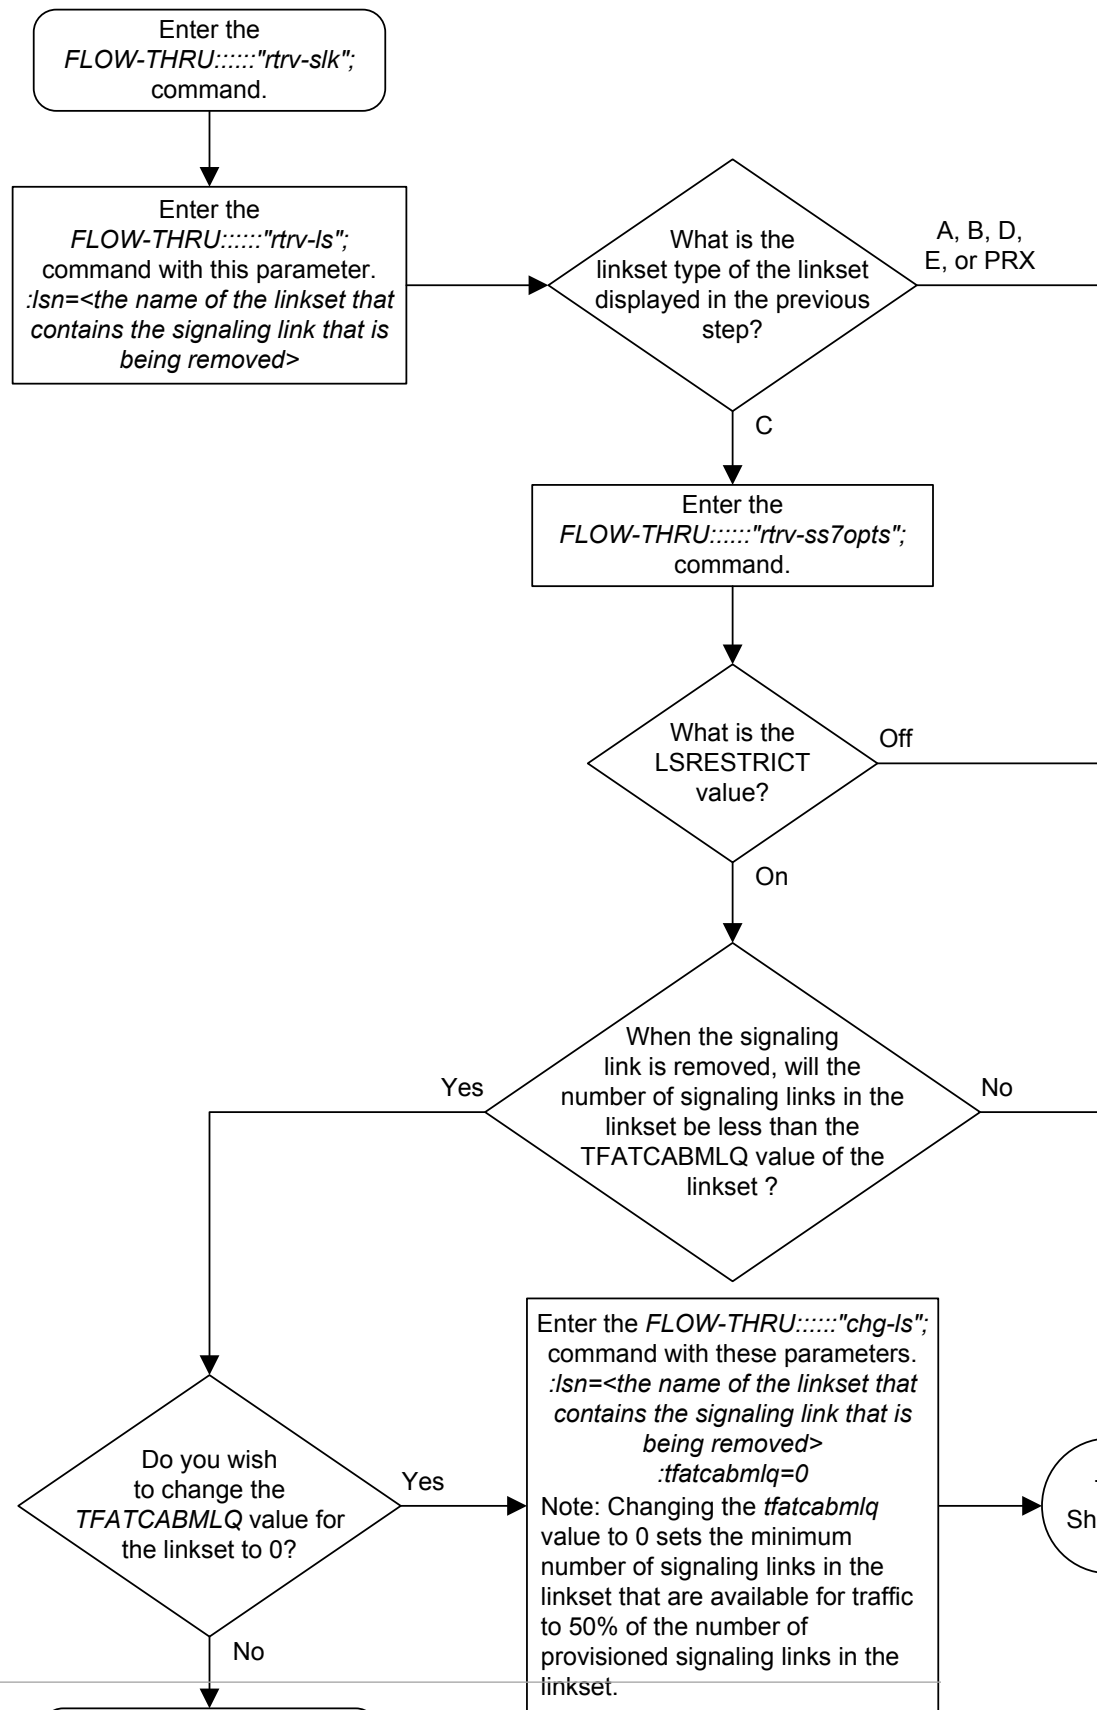 Enter the
FLOW-THRU::::::"rtrv-slk";
command.
Enter the
FLOW-THRU::::::"rtrv-ls";
command with this parameter.
:lsn=<the name of the linkset that
contains the signaling link that is
being removed>
What is the
linkset type of the linkset
displayed in the previous
step?
A, B, D,
E, or PRX
C
Enter the
FLOW-THRU::::::"rtrv-ss7opts";
command.
What is the
LSRESTRICT
value?
Off
On
When the signaling
link is removed, will the
number of signaling links in the
linkset be less than the
TFATCABMLQ value of the
linkset ?
Yes
No
Do you wish
to change the
TFATCABMLQ value for
the linkset to 0?
Yes
No
Enter the FLOW-THRU::::::"chg-ls";
command with these parameters.
:lsn=<the name of the linkset that
contains the signaling link that is
being removed>
:tfatcabmlq=0
Note: Changing the tfatcabmlq
value to 0 sets the minimum
number of signaling links in the
linkset that are available for traffic
to 50% of the number of
provisioned signaling links in the
linkset.
Sh